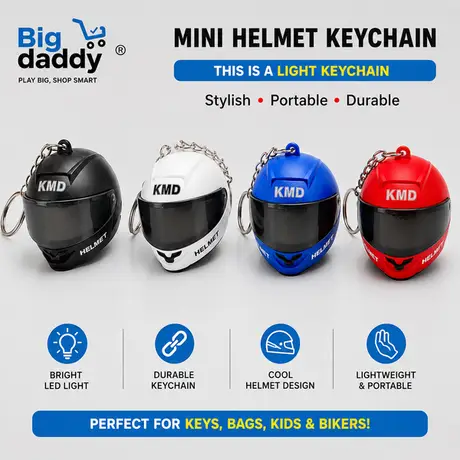 Big
daddy ®
PLAY BIG, SHOP SMART
MINI HELMET KEYCHAIN
THIS IS A LIGHT KEYCHAIN
Stylish • Portable • Durable
KMD
HELMET
KMD
HELMET
KMD
HELMET
KMD
HELMET
BRIGHT
LED LIGHT
DURABLE
KEYCHAIN
COOL
HELMET DESIGN
LIGHTWEIGHT
& PORTABLE
PERFECT FOR KEYS, BAGS, KIDS & BIKERS!